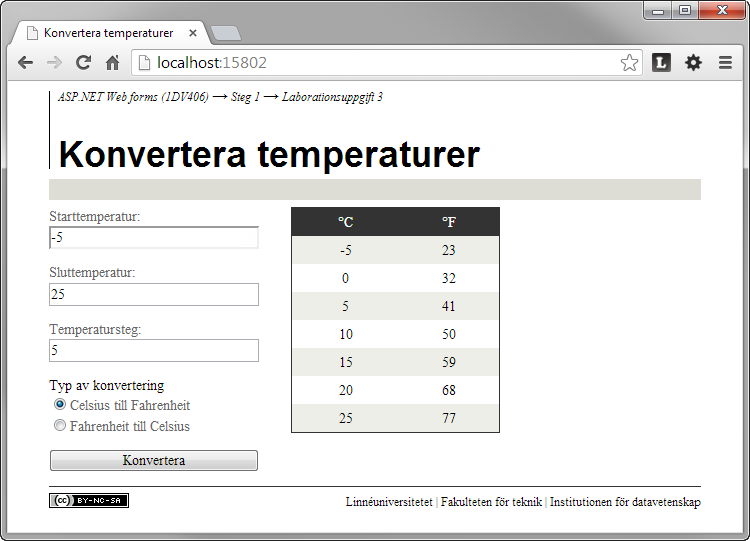 Konvertera temperaturer
localhost:15802
L
ASP.NET Web forms (1DV406) → Steg 1 → Laborationsuppgift 3
Konvertera temperaturer
Starttemperatur:
-5
Sluttemperatur:
25
Temperatursteg:
5
Typ av konvertering
Celsius till Fahrenheit
Fahrenheit till Celsius
Konvertera
°C °F
-5 23
0 32
5 41
10 50
15 59
20 68
25 77
(cc) BY-NC-SA
Linnéuniversitetet | Fakulteten för teknik | Institutionen för datavetenskap